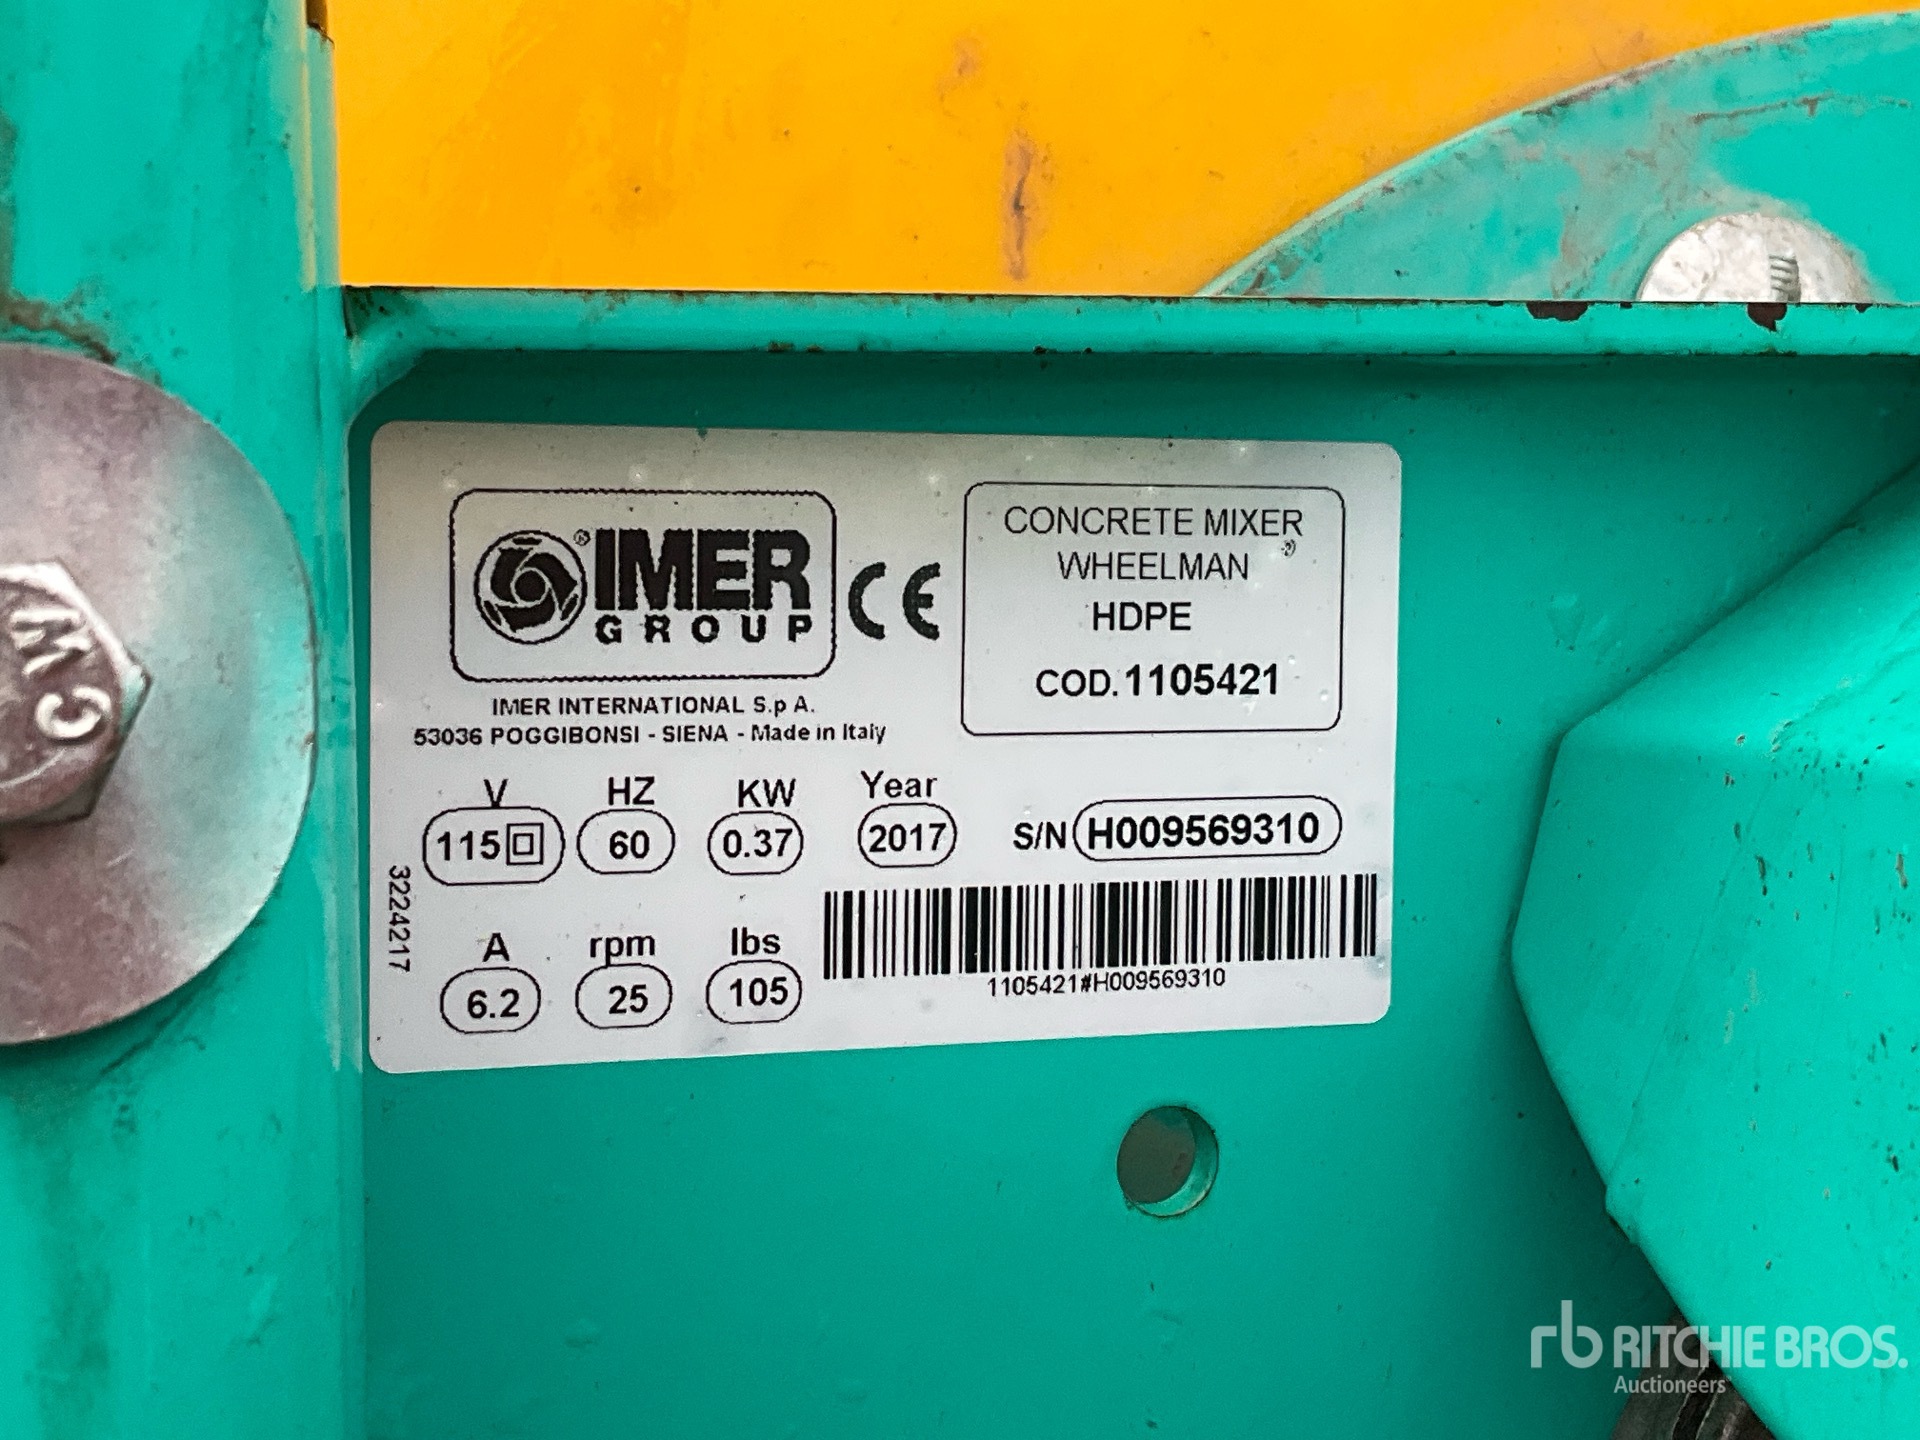 IMER®
GROUP
CE
CONCRETE MIXER
WHEELMAN
HDPE
COD. 1105421
IMER INTERNATIONAL S.p A.
53036 POGGIBONSI - SIENA - Made in Italy
V HZ KW Year
115 60 0.37 2017 S/N H009569310
A rpm lbs
6.2 25 105
1105421#H009569310
3224217
CM
rb RITCHIE BROS.
Auctioneers